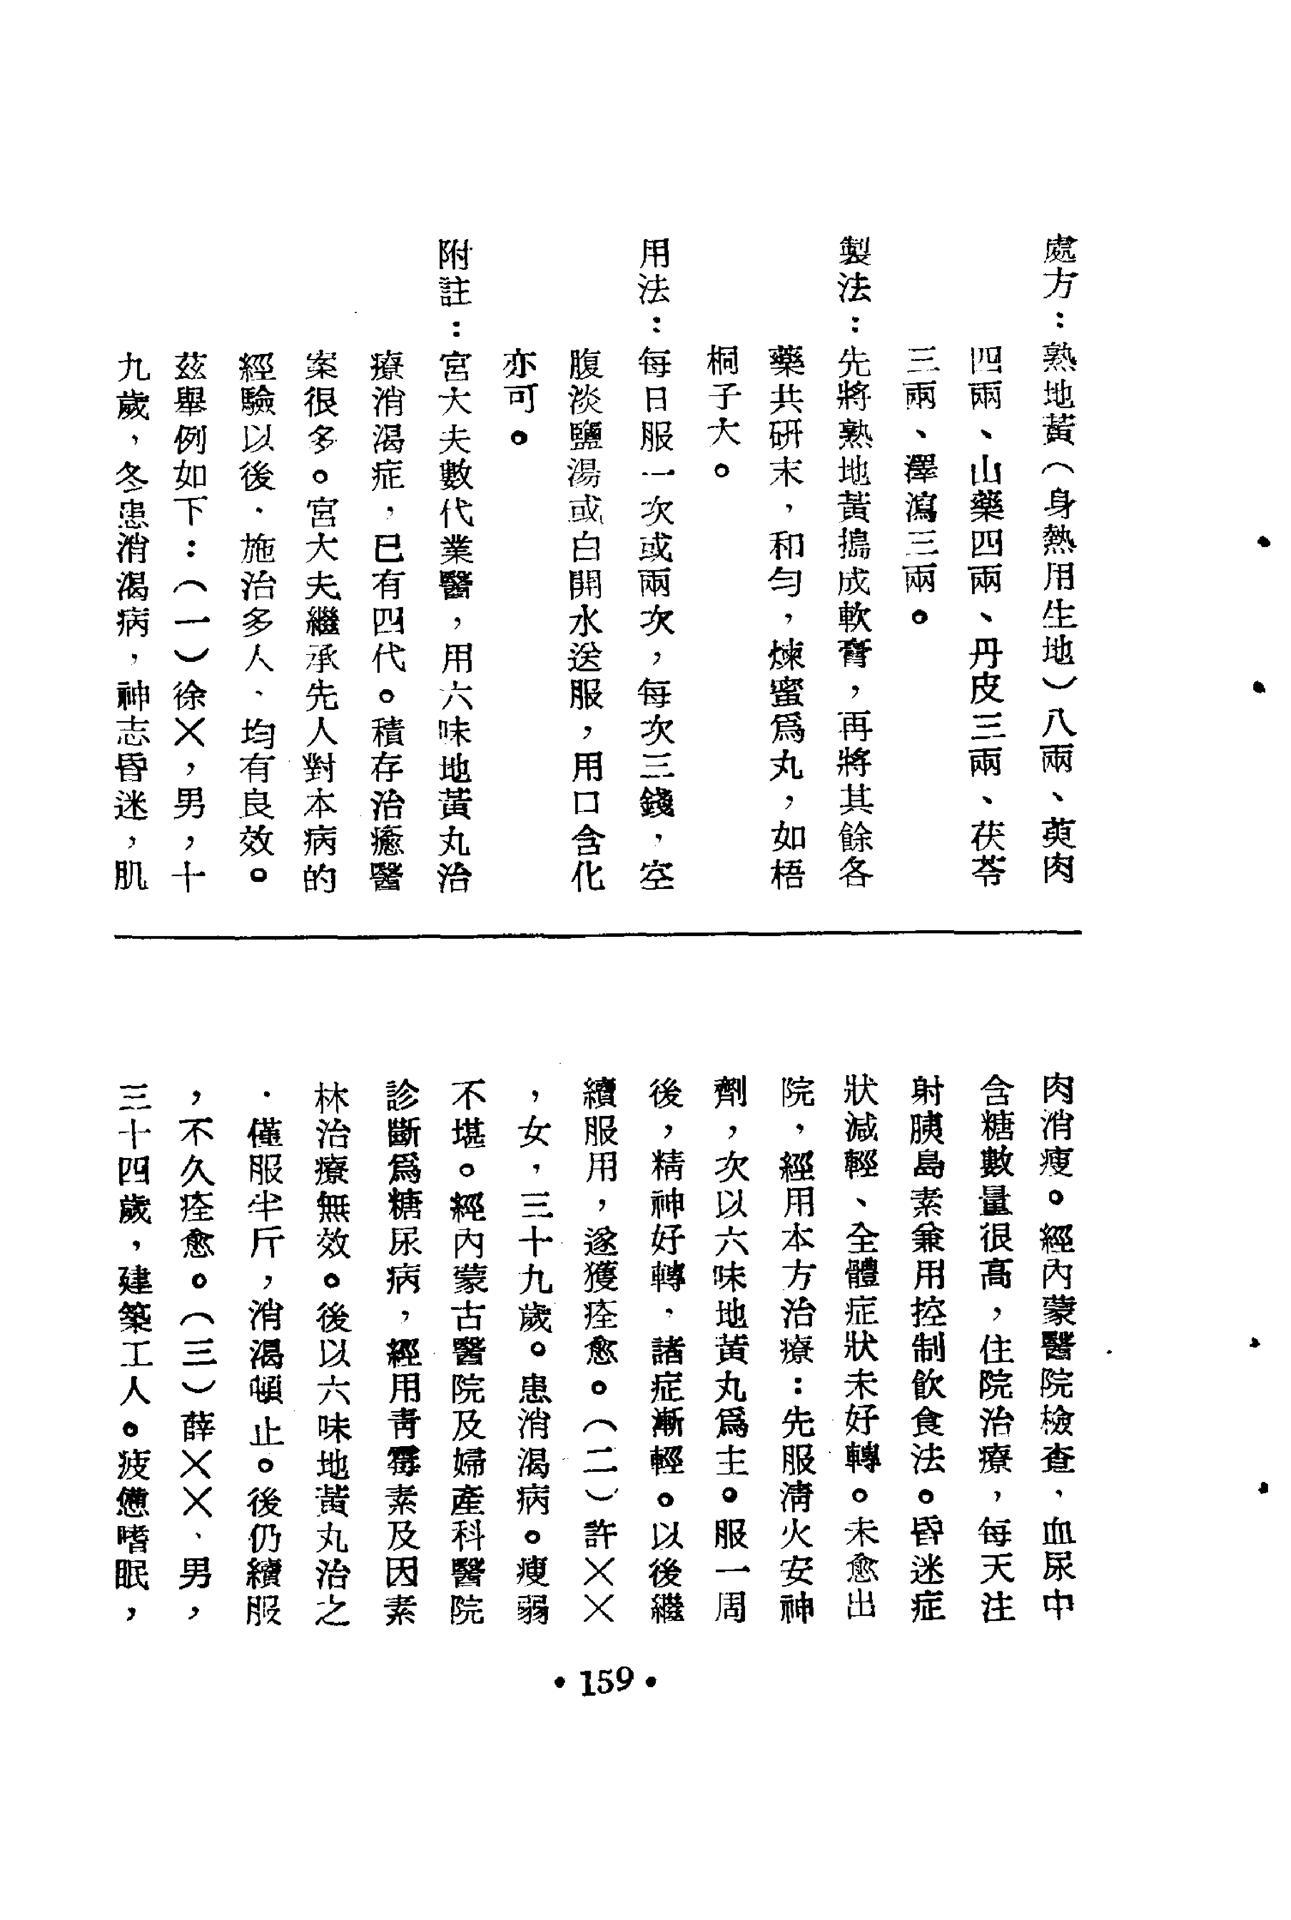 處方：熟地黃（身熱用生地）八兩、萸肉
四兩、山藥四兩、丹皮三兩、茯苓
三兩、澤瀉三兩。
製法：先將熟地黃搗成軟膏，再將其餘各
藥共研末，和勻，煉蜜爲丸，如梧
桐子大。
用法：每日服一次或兩次，每次三錢，空
腹淡鹽湯或白開水送服，用口含化
亦可。
附註：宮大夫數代業醫，用六味地黃丸治
療消渴症，已有四代。積存治癒醫
案很多。宮大夫繼承先人對本病的
經驗以後，施治多人、均有良效。
茲舉例如下：（一）徐×，男，十
九歲，冬患消渴病，神志昏迷，肌
肉消瘦。經內蒙醫院檢查，血尿中
含糖數量很高，住院治療，每天注
射胰島素兼用控制飲食法。昏迷症
狀減輕、全體症狀未好轉。未愈出
院，經用本方治療：先服清火安神
劑，次以六味地黃丸爲主。服一周
後，精神好轉，諸症漸輕。以後繼
續服用，遂獲痊愈。（二）許××
，女，三十九歲。患消渴病。瘦弱
不堪。經內蒙古醫院及婦產科醫院
診斷爲糖尿病，經用青霉素及因素
林治療無效。後以六味地黃丸治之
．僅服半斤，消渴頓止。後仍續服
，不久痊愈。（三）薛××、男，
三十四歲，建築工人。疲憊嗜眠，
•159•